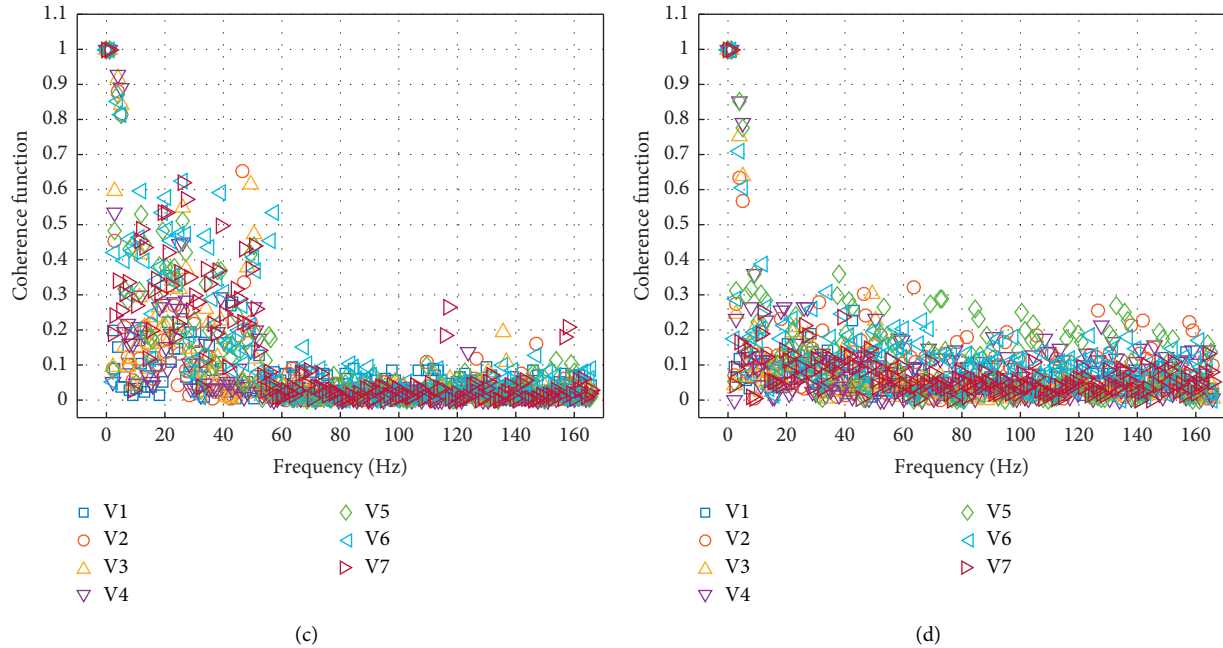 1.1
1
0.9
0.8
0.7
0.6
0.5
0.4
0.3
0.2
0.1
0
Coherence function
0 20 40 60 80 100 120 140 160
Frequency (Hz)
V1
V2
V3
V4
V5
V6
V7
(c)
1.1
1
0.9
0.8
0.7
0.6
0.5
0.4
0.3
0.2
0.1
0
Coherence function
0 20 40 60 80 100 120 140 160
Frequency (Hz)
V1
V2
V3
V4
V5
V6
V7
(d)